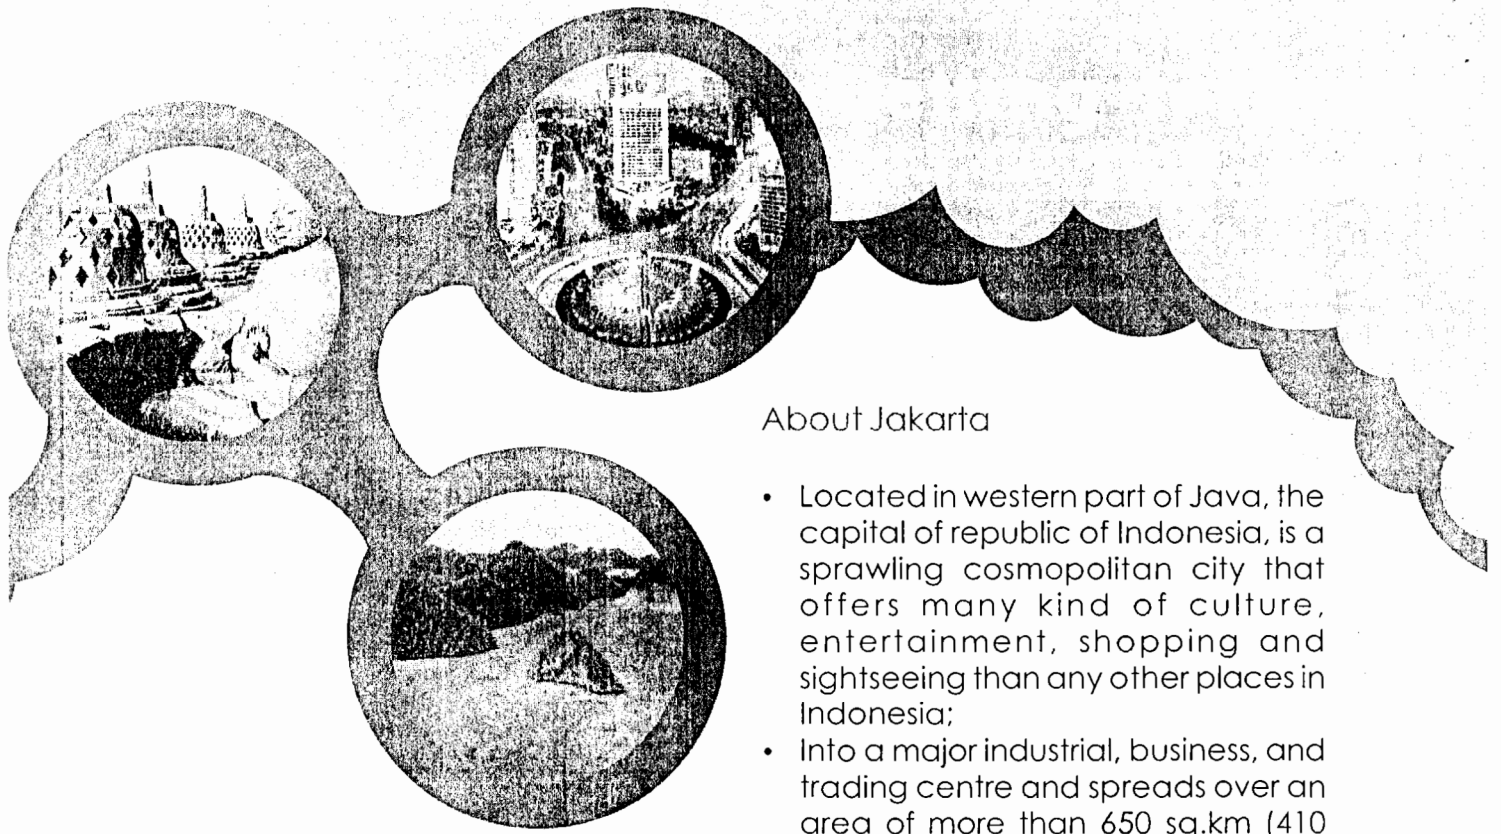 About Jakarta
• Located in western part of Java, the
capital of republic of Indonesia, is a
sprawling cosmopolitan city that
offers many kind of culture,
entertainment, shopping and
sightseeing than any other places in
Indonesia;
• Into a major industrial, business, and
trading centre and spreads over an
area of more than 650 sq.km (410